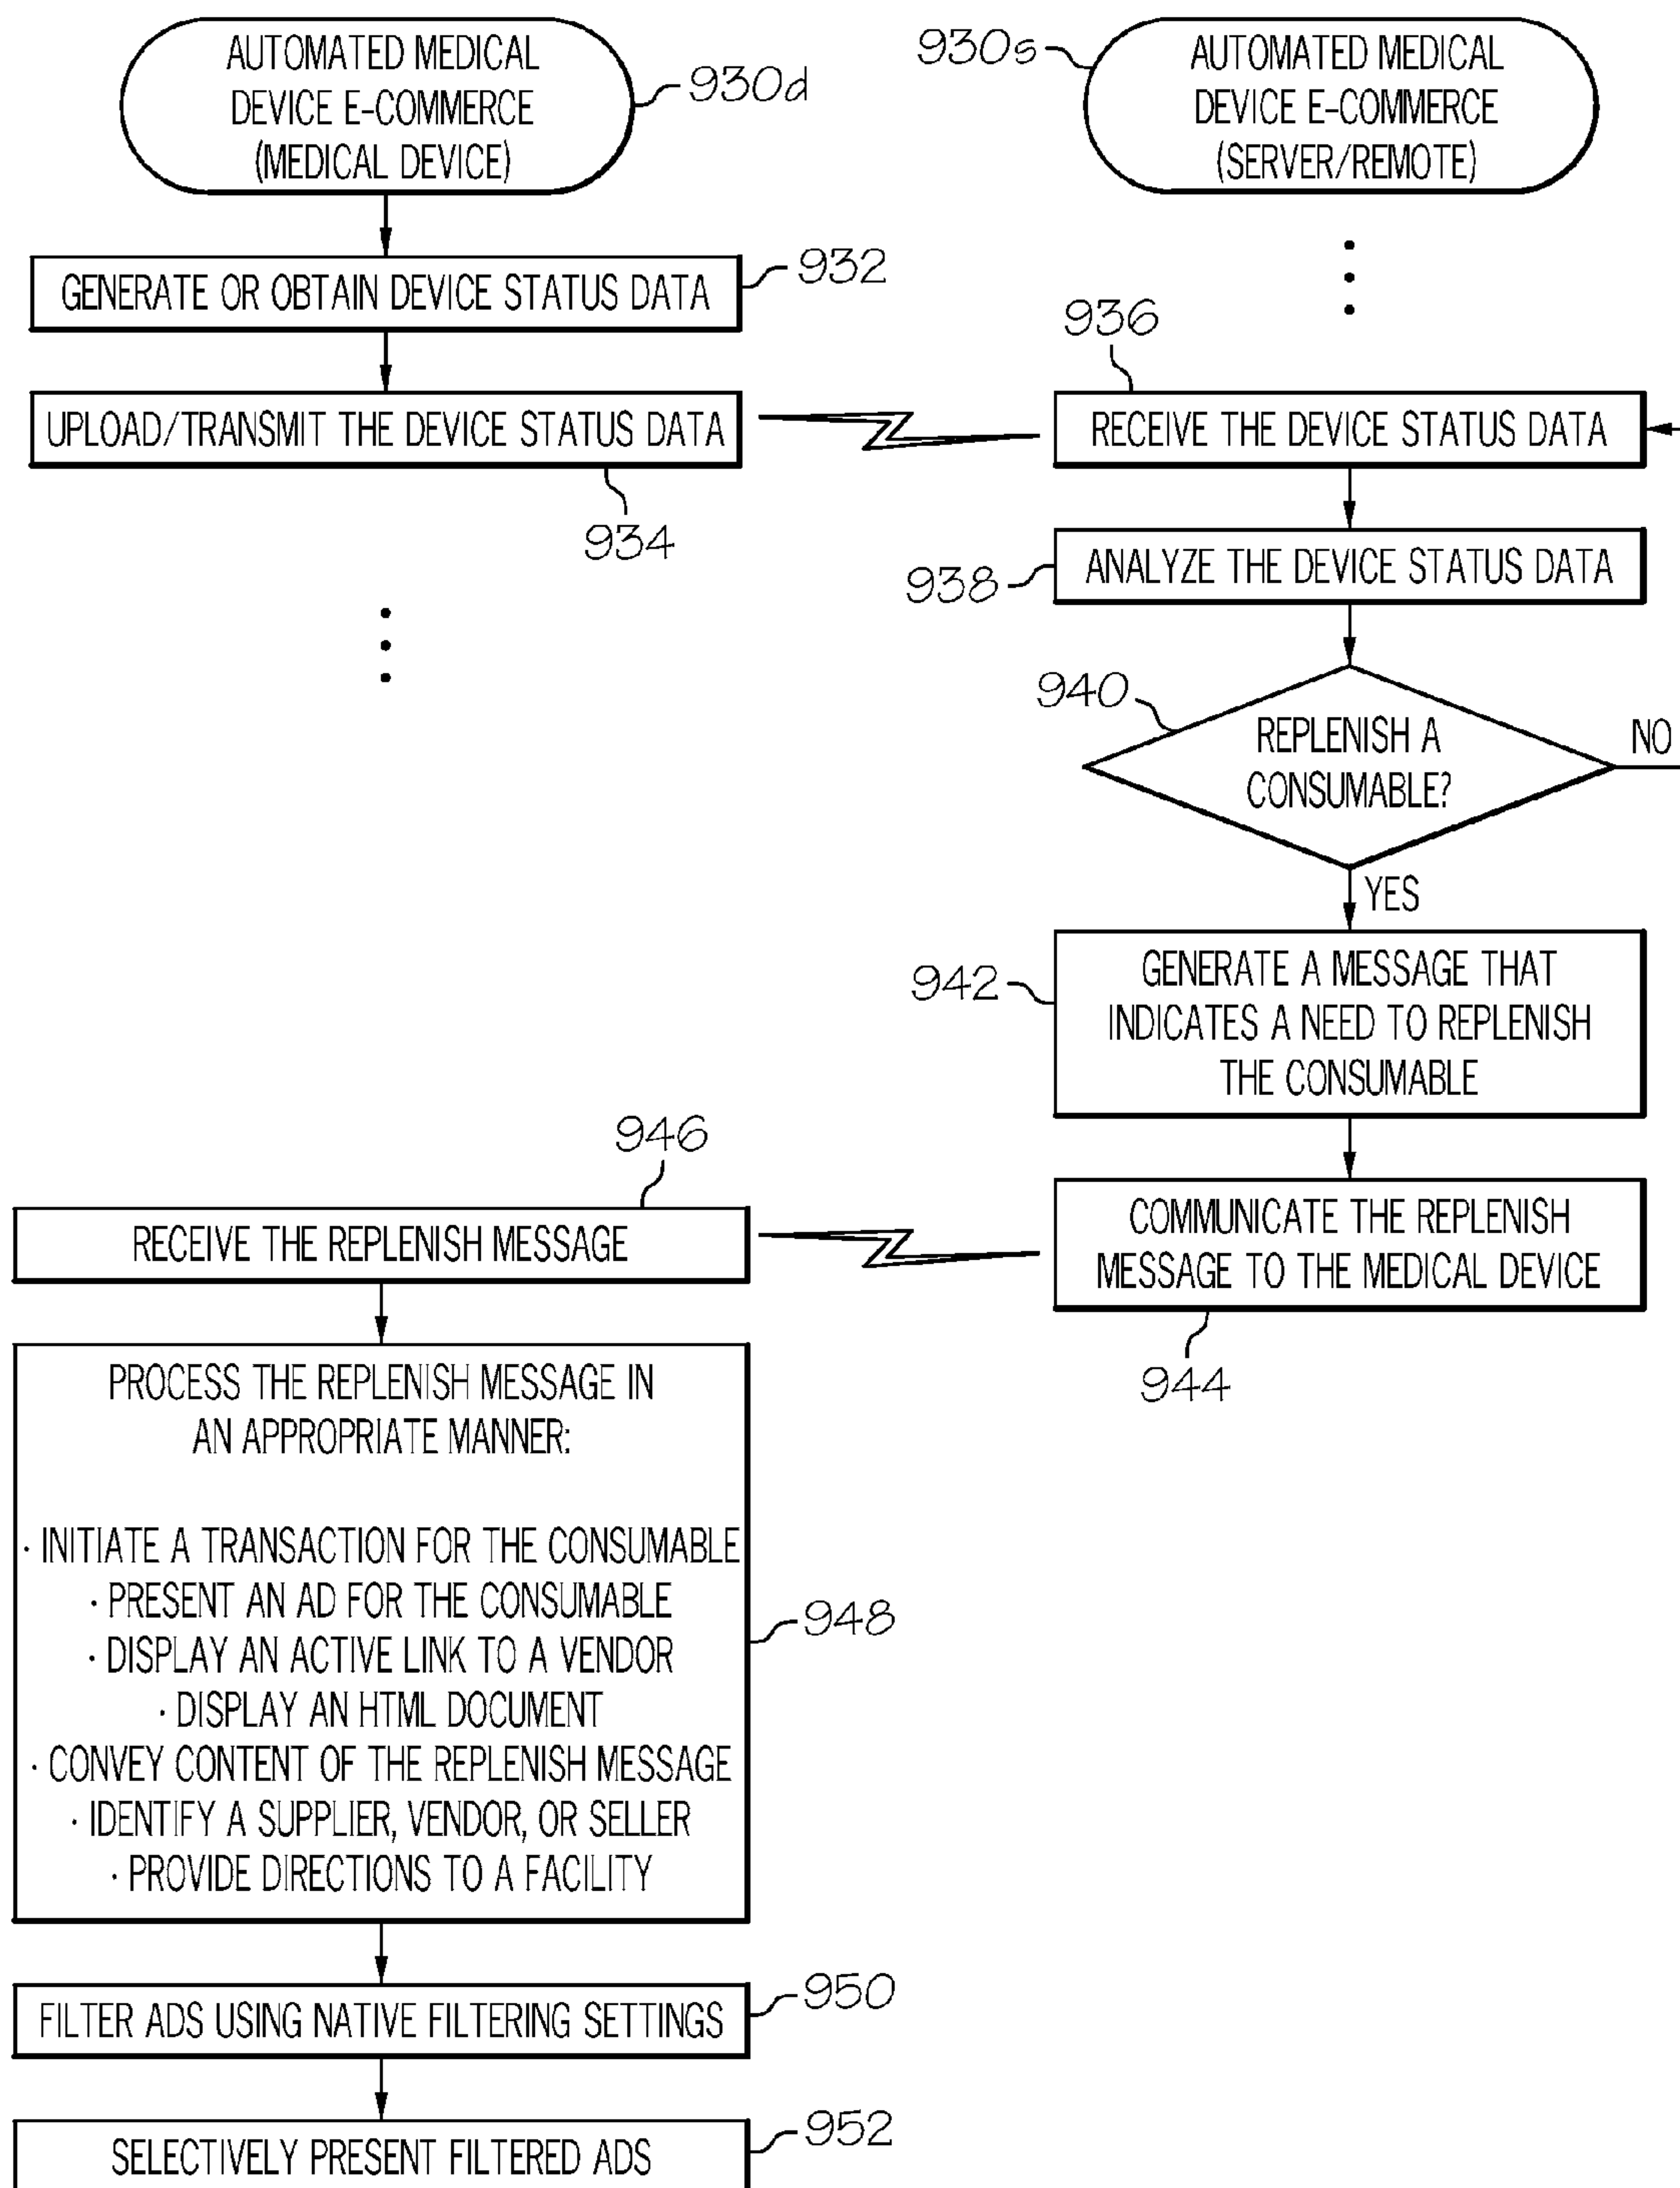 AUTOMATED MEDICAL
DEVICE E-COMMERCE
(MEDICAL DEVICE)
930d
930s
AUTOMATED MEDICAL
DEVICE E-COMMERCE
(SERVER/REMOTE)
GENERATE OR OBTAIN DEVICE STATUS DATA
932
UPLOAD/TRANSMIT THE DEVICE STATUS DATA
934
936
RECEIVE THE DEVICE STATUS DATA
938
ANALYZE THE DEVICE STATUS DATA
940
REPLENISH A
CONSUMABLE?
NO
YES
942
GENERATE A MESSAGE THAT
INDICATES A NEED TO REPLENISH
THE CONSUMABLE
COMMUNICATE THE REPLENISH
MESSAGE TO THE MEDICAL DEVICE
944
946
RECEIVE THE REPLENISH MESSAGE
PROCESS THE REPLENISH MESSAGE IN
AN APPROPRIATE MANNER:
· INITIATE A TRANSACTION FOR THE CONSUMABLE
· PRESENT AN AD FOR THE CONSUMABLE
· DISPLAY AN ACTIVE LINK TO A VENDOR
· DISPLAY AN HTML DOCUMENT
· CONVEY CONTENT OF THE REPLENISH MESSAGE
· IDENTIFY A SUPPLIER, VENDOR, OR SELLER
· PROVIDE DIRECTIONS TO A FACILITY
948
FILTER ADS USING NATIVE FILTERING SETTINGS
950
SELECTIVELY PRESENT FILTERED ADS
952